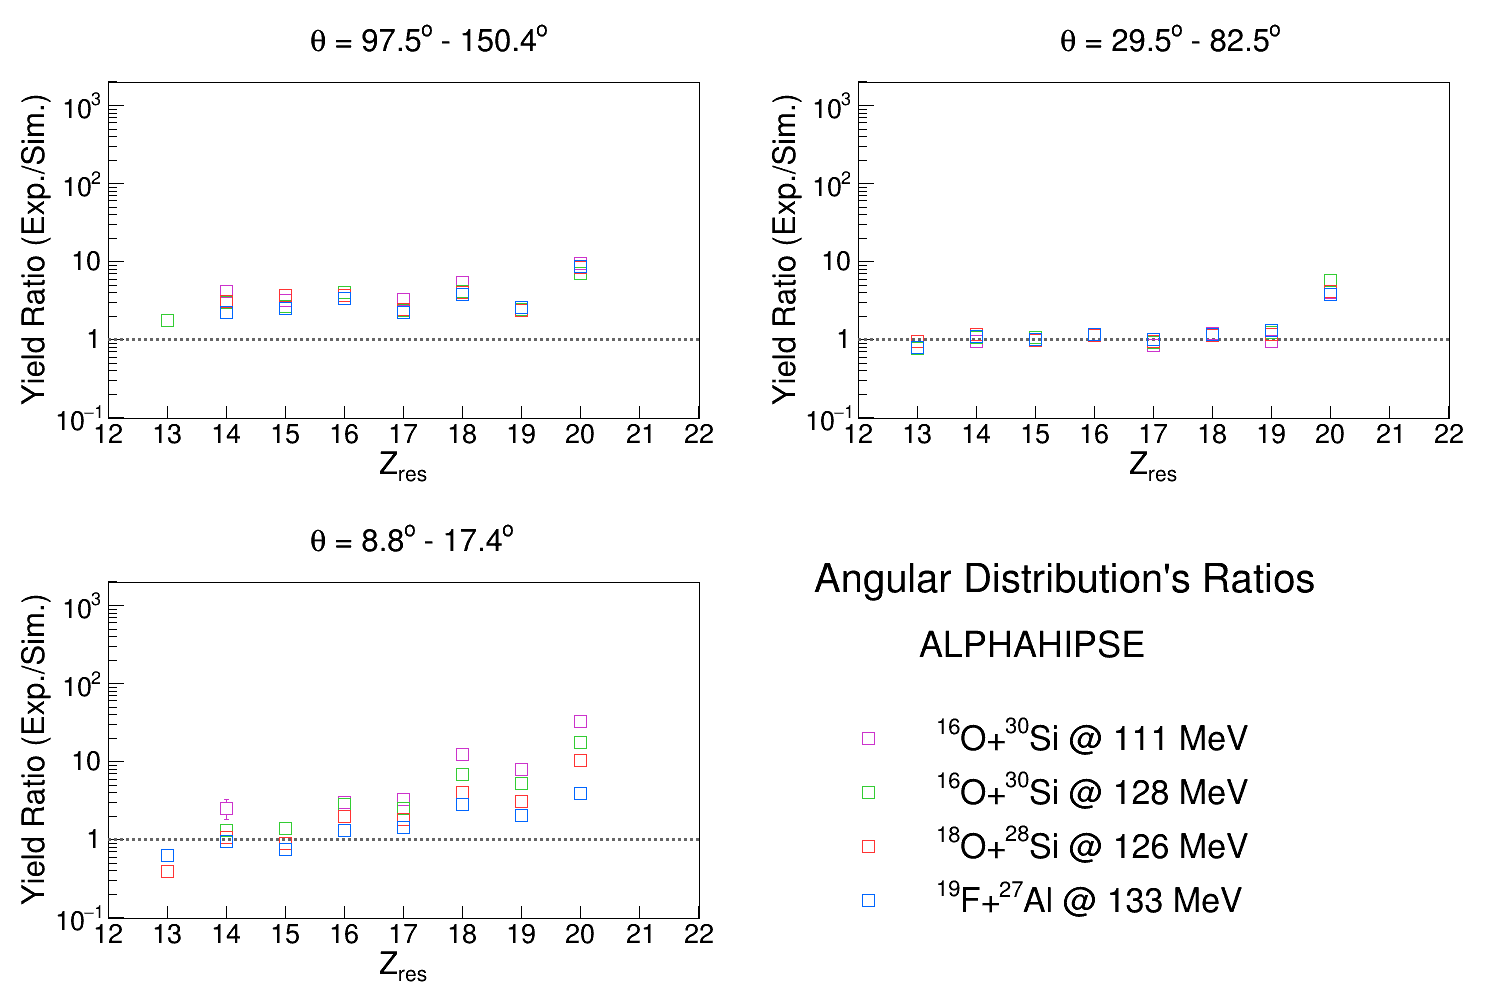 θ = 97.5° - 150.4°
Yield Ratio (Exp./Sim.)
10³
10²
10
1
10⁻¹
12 13 14 15 16 17 18 19 20 21 22
Zres
θ = 29.5° - 82.5°
Yield Ratio (Exp./Sim.)
10³
10²
10
1
10⁻¹
12 13 14 15 16 17 18 19 20 21 22
Zres
θ = 8.8° - 17.4°
Yield Ratio (Exp./Sim.)
10³
10²
10
1
10⁻¹
12 13 14 15 16 17 18 19 20 21 22
Zres
Angular Distribution's Ratios
ALPHAHIPSE
¹⁶O+³⁰Si @ 111 MeV
¹⁶O+³⁰Si @ 128 MeV
¹⁸O+²⁸Si @ 126 MeV
¹⁹F+²⁷Al @ 133 MeV